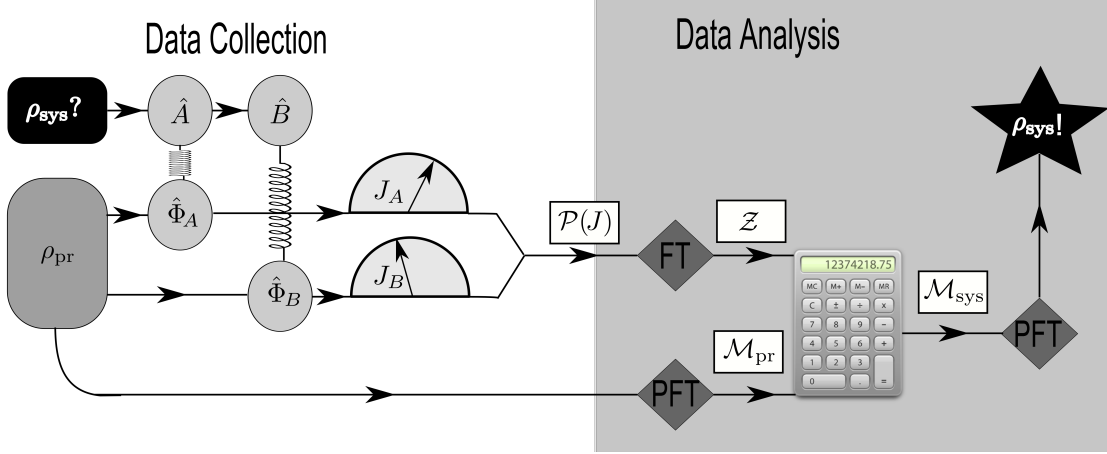 Data Collection
Data Analysis
ρsys?
Â
B̂
ρsys!
Φ̂A
JA
ρpr
𝒫(J)
𝒵
FT
12374218.75
JB
Φ̂B
MC M+ M− MR
C ± ÷ x
7 8 9 −
4 5 6 +
1 2 3
0 . =
ℳsys
PFT
ℳpr
PFT